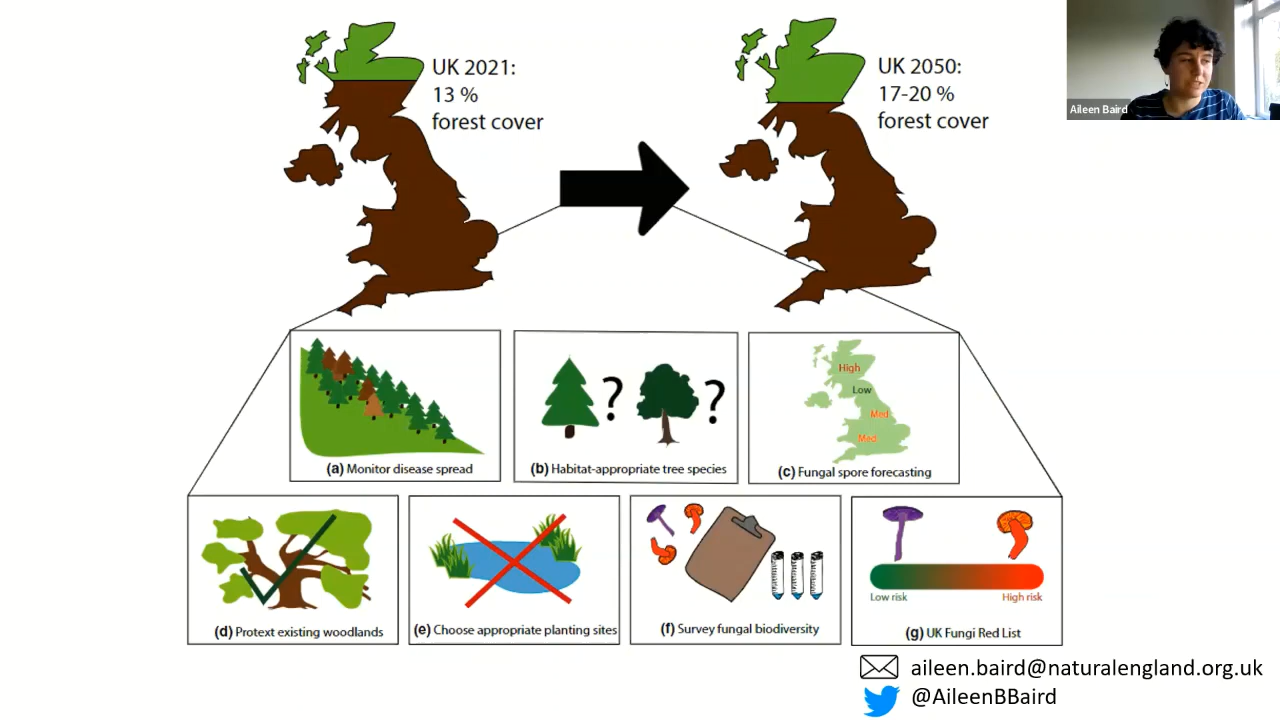 UK 2021:
13 %
forest cover
UK 2050:
17-20 %
forest cover
Aileen Baird
? ?
High
Low
Med
Med
(a) Monitor disease spread
(b) Habitat-appropriate tree species
(c) Fungal spore forecasting
Low risk
High risk
(d) Protext existing woodlands
(e) Choose appropriate planting sites
(f) Survey fungal biodiversity
(g) UK Fungi Red List
aileen.baird@naturalengland.org.uk
@AileenBBaird